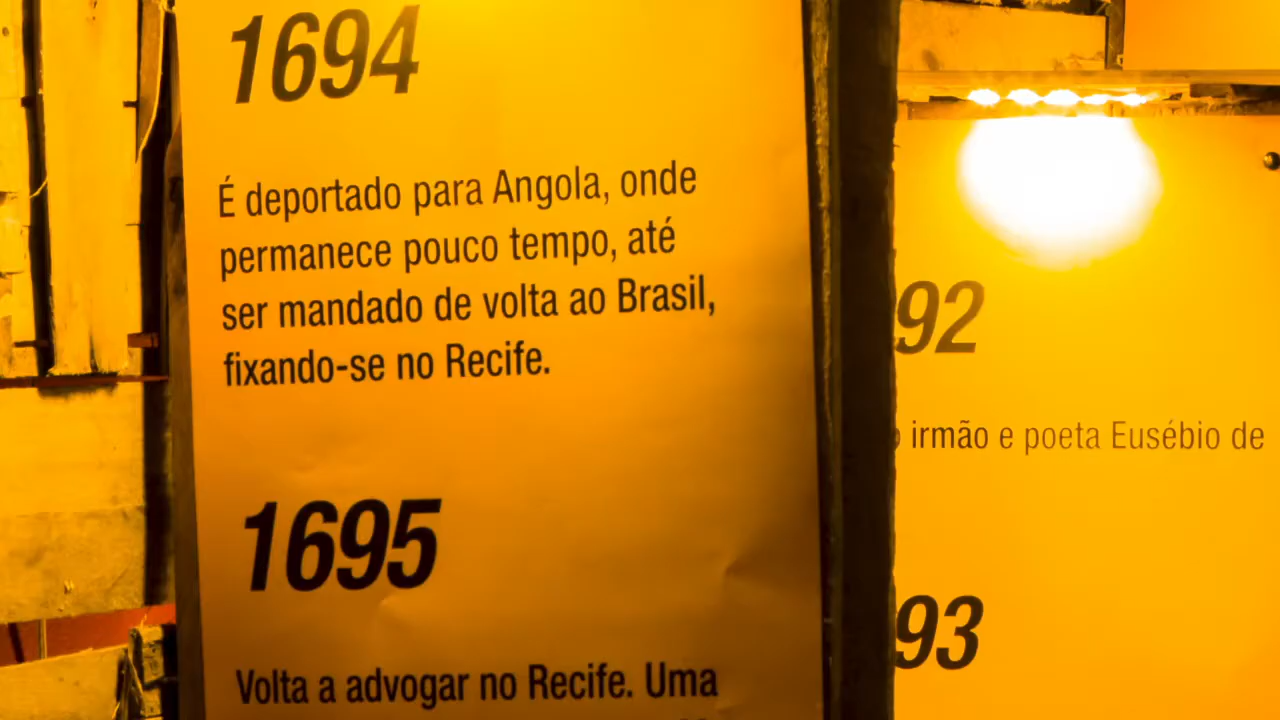 1694
É deportado para Angola, onde
permanece pouco tempo, até
ser mandado de volta ao Brasil,
fixando-se no Recife.
1695
Volta a advogar no Recife. Uma
92
irmão e poeta Eusébio de
93